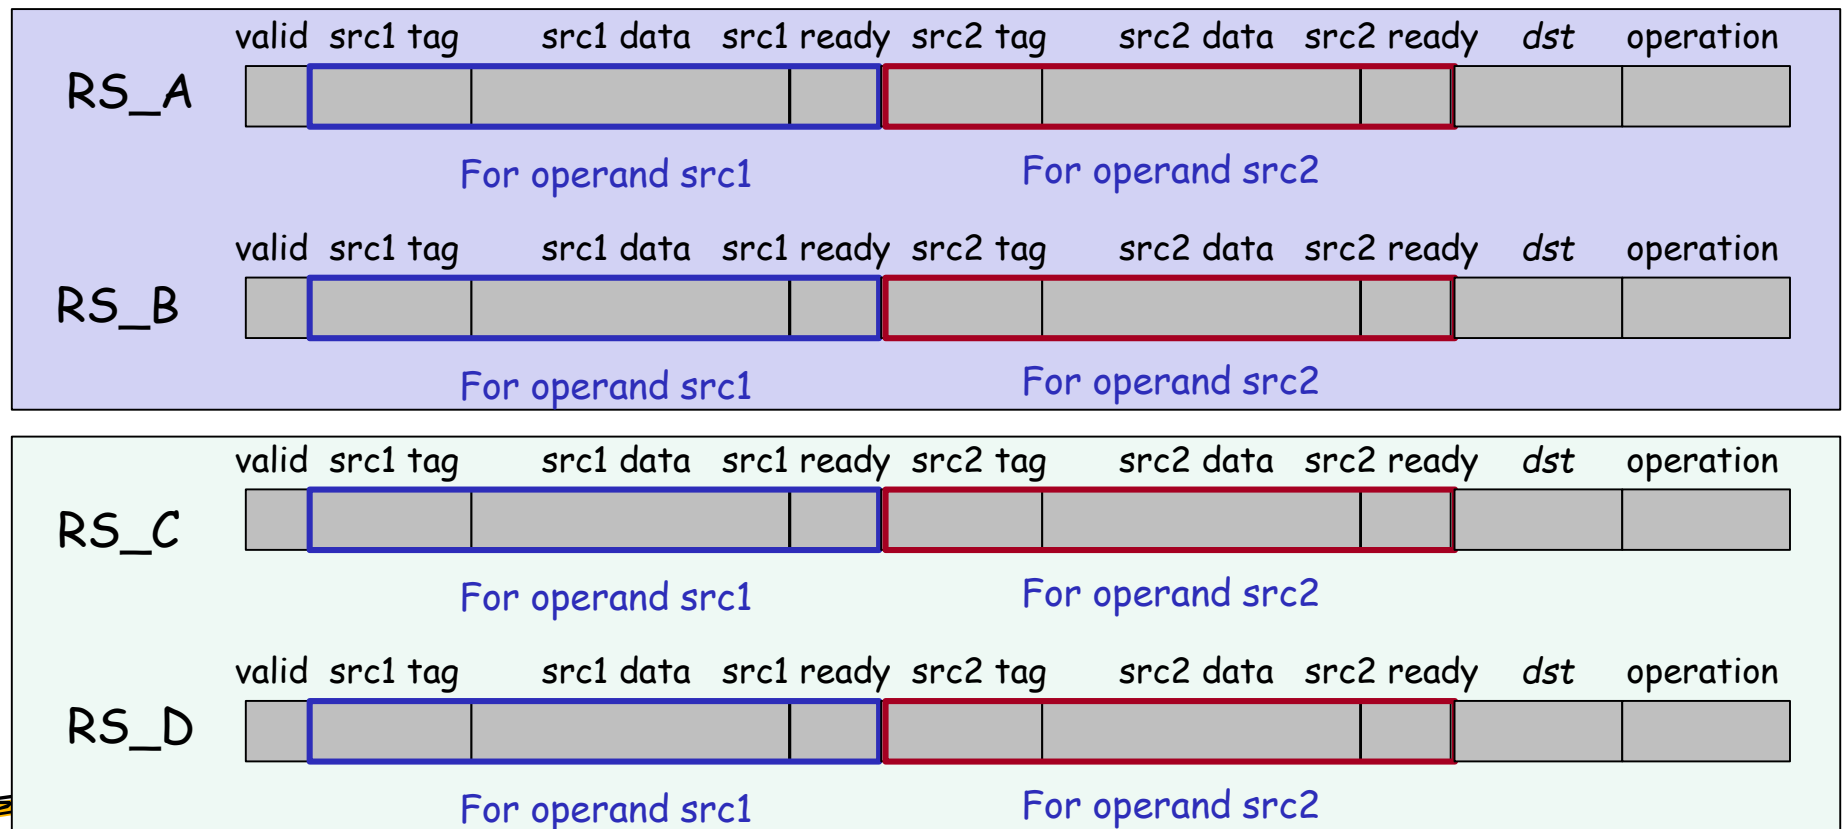 valid src1 tag src1 data src1 ready src2 tag src2 data src2 ready dst operation
RS_A
For operand src1 For operand src2
valid src1 tag src1 data src1 ready src2 tag src2 data src2 ready dst operation
RS_B
For operand src1 For operand src2
valid src1 tag src1 data src1 ready src2 tag src2 data src2 ready dst operation
RS_C
For operand src1 For operand src2
valid src1 tag src1 data src1 ready src2 tag src2 data src2 ready dst operation
RS_D
For operand src1 For operand src2